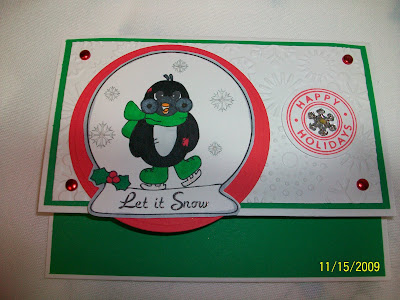 HAPPY
HOLIDAYS
Let it Snow
11/15/2009